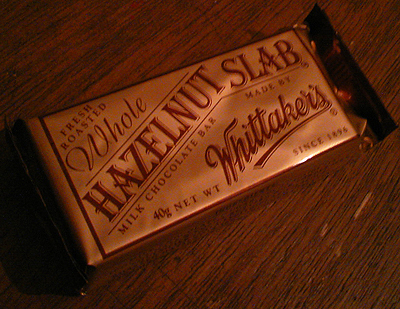 FRESH
ROASTED
Whole
HAZELNUT SLAB
MILK CHOCOLATE BAR
MADE BY
Whittaker's
40g NET WT
SINCE 1896